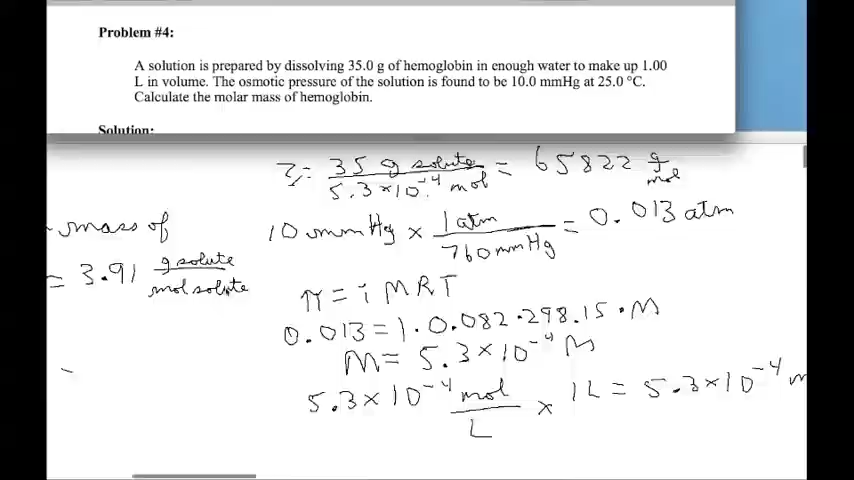 Problem #4:
A solution is prepared by dissolving 35.0 g of hemoglobin in enough water to make up 1.00
L in volume. The osmotic pressure of the solution is found to be 10.0 mmHg at 25.0 °C.
Calculate the molar mass of hemoglobin.
Solution:
35 g solute / 5.3×10⁻⁴ mol = 65822 g/mol
mass of
10 mmHg × 1 atm / 760 mmHg = 0.013 atm
= 3.91 g solute / mol solute
π = i MRT
0.013 = 1 · 0.082 · 298.15 · M
M = 5.3×10⁻⁴ M
5.3×10⁻⁴ mol / L × 1L = 5.3×10⁻⁴ m